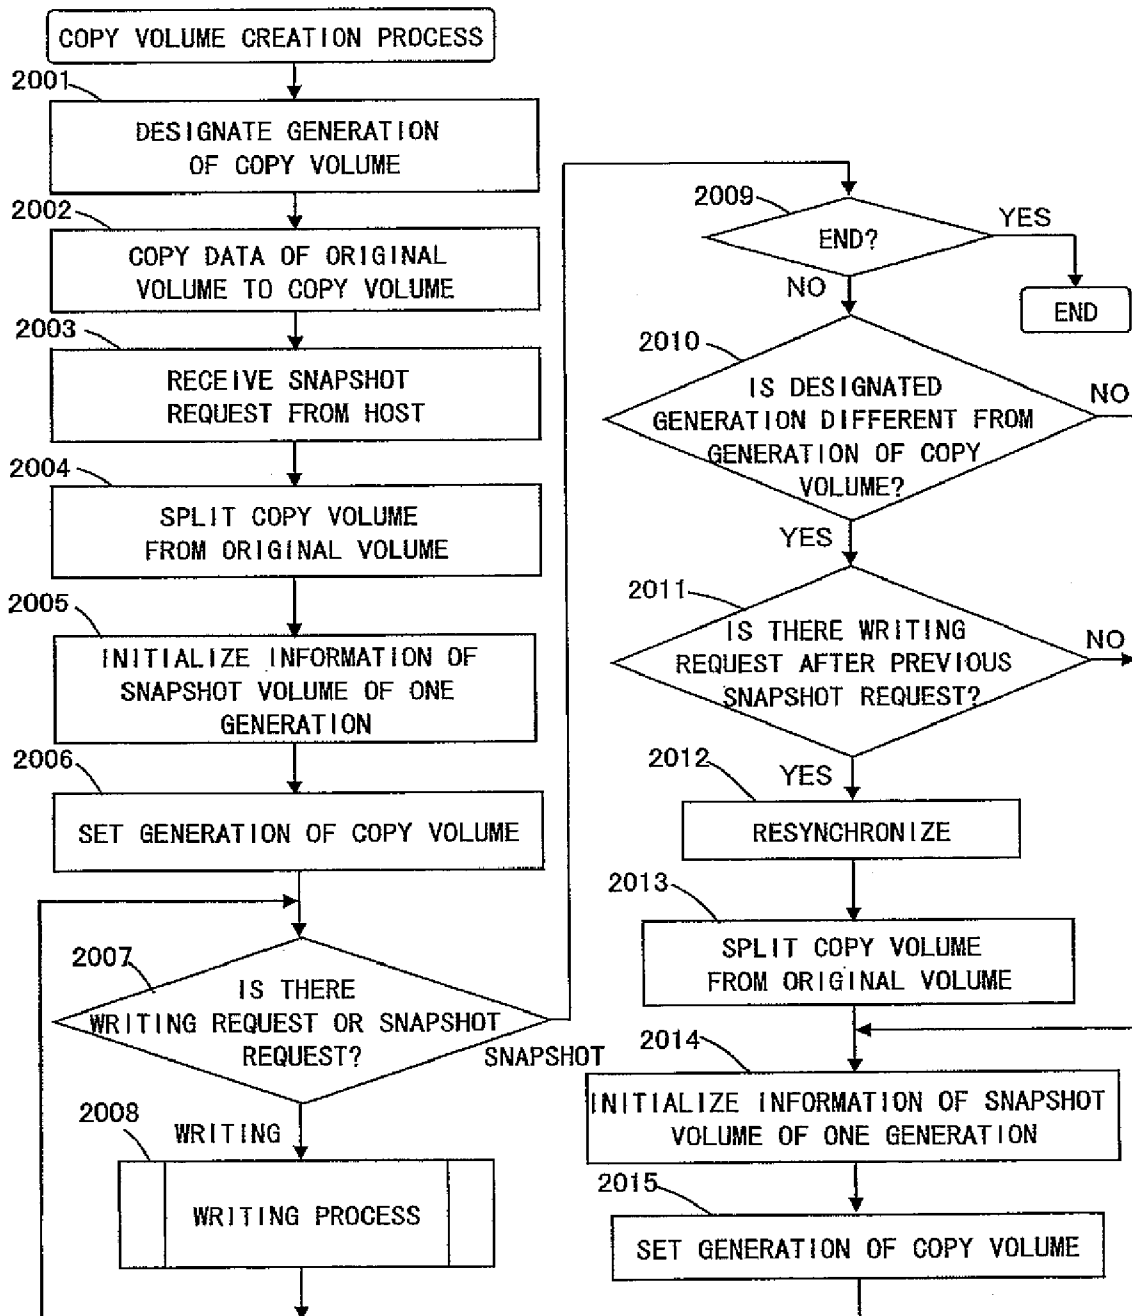 COPY VOLUME CREATION PROCESS
2001
DESIGNATE GENERATION
OF COPY VOLUME
2002
COPY DATA OF ORIGINAL
VOLUME TO COPY VOLUME
2003
RECEIVE SNAPSHOT
REQUEST FROM HOST
2004
SPLIT COPY VOLUME
FROM ORIGINAL VOLUME
2005
INITIALIZE INFORMATION OF
SNAPSHOT VOLUME OF ONE
GENERATION
2006
SET GENERATION OF COPY VOLUME
2007
IS THERE
WRITING REQUEST OR SNAPSHOT
REQUEST?
SNAPSHOT
WRITING
2008
WRITING PROCESS
2009
END?
YES
NO
END
2010
IS DESIGNATED
GENERATION DIFFERENT FROM
GENERATION OF COPY
VOLUME?
NO
YES
2011
IS THERE WRITING
REQUEST AFTER PREVIOUS
SNAPSHOT REQUEST?
NO
YES
2012
RESYNCHRONIZE
2013
SPLIT COPY VOLUME
FROM ORIGINAL VOLUME
2014
INITIALIZE INFORMATION OF SNAPSHOT
VOLUME OF ONE GENERATION
2015
SET GENERATION OF COPY VOLUME